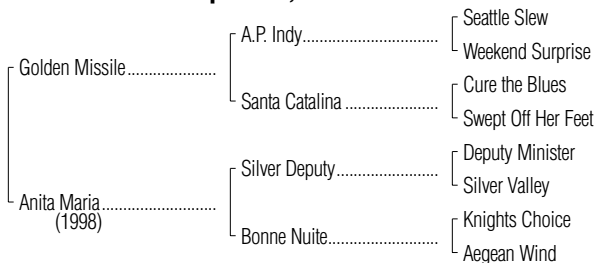 Golden Missile
A.P. Indy
Seattle Slew
Weekend Surprise
Santa Catalina
Cure the Blues
Swept Off Her Feet
Anita Maria
(1998)
Silver Deputy
Deputy Minister
Silver Valley
Bonne Nuite
Knights Choice
Aegean Wind